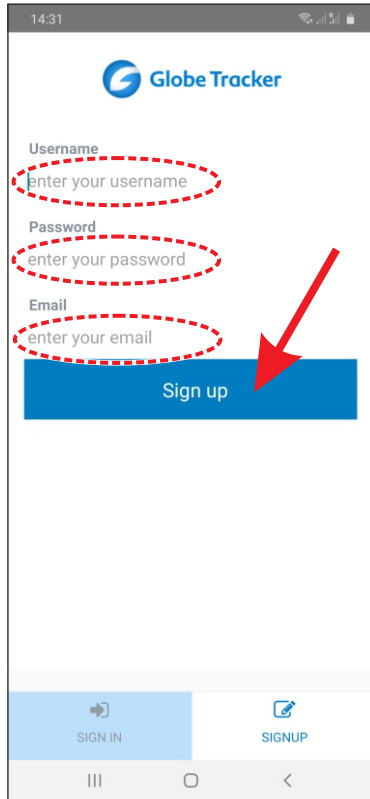 14:31
Globe Tracker
Username
enter your username
Password
enter your password
Email
enter your email
Sign up
SIGN IN
SIGNUP